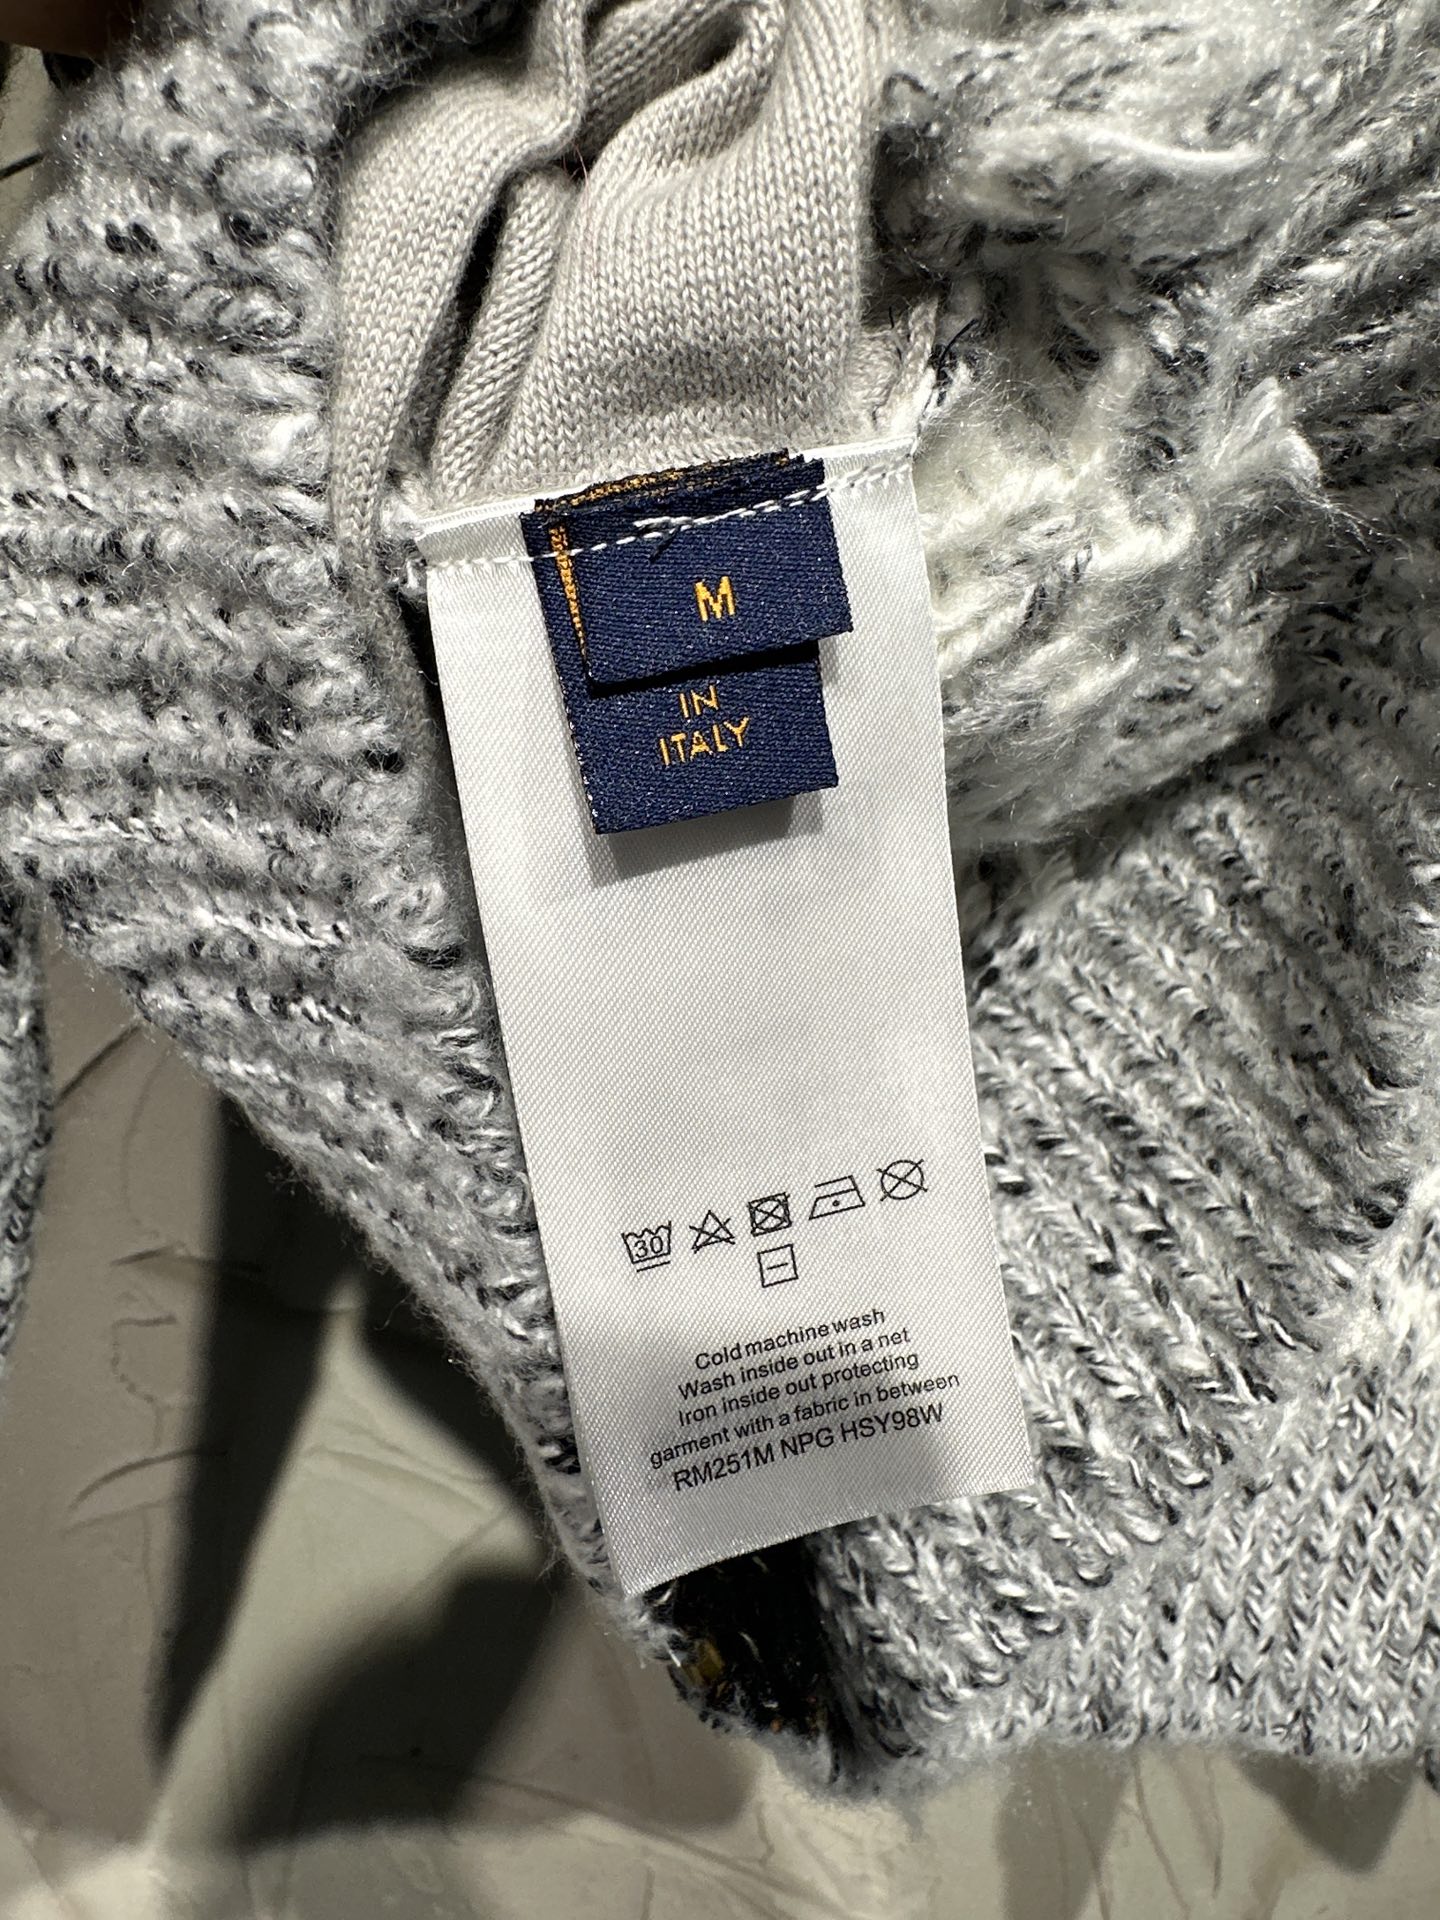 M
IN
ITALY
30
Cold machine wash
Wash inside out in a net
Iron inside out protecting
garment with a fabric in between
RM251M NPG HSY98W